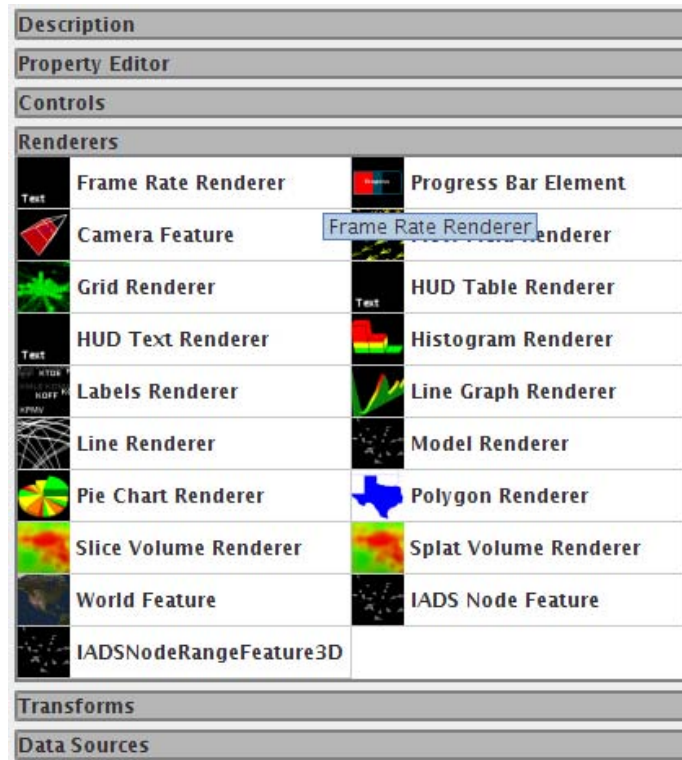 Description
Property Editor
Controls
Renderers
Text
Frame Rate Renderer
Progress Bar Element
Camera Feature
Frame Rate Renderer
Renderer
Grid Renderer
Text
HUD Table Renderer
Text
HUD Text Renderer
Histogram Renderer
Labels Renderer
Line Graph Renderer
Line Renderer
Model Renderer
Pie Chart Renderer
Polygon Renderer
Slice Volume Renderer
Splat Volume Renderer
World Feature
IADS Node Feature
IADSNodeRangeFeature3D
Transforms
Data Sources